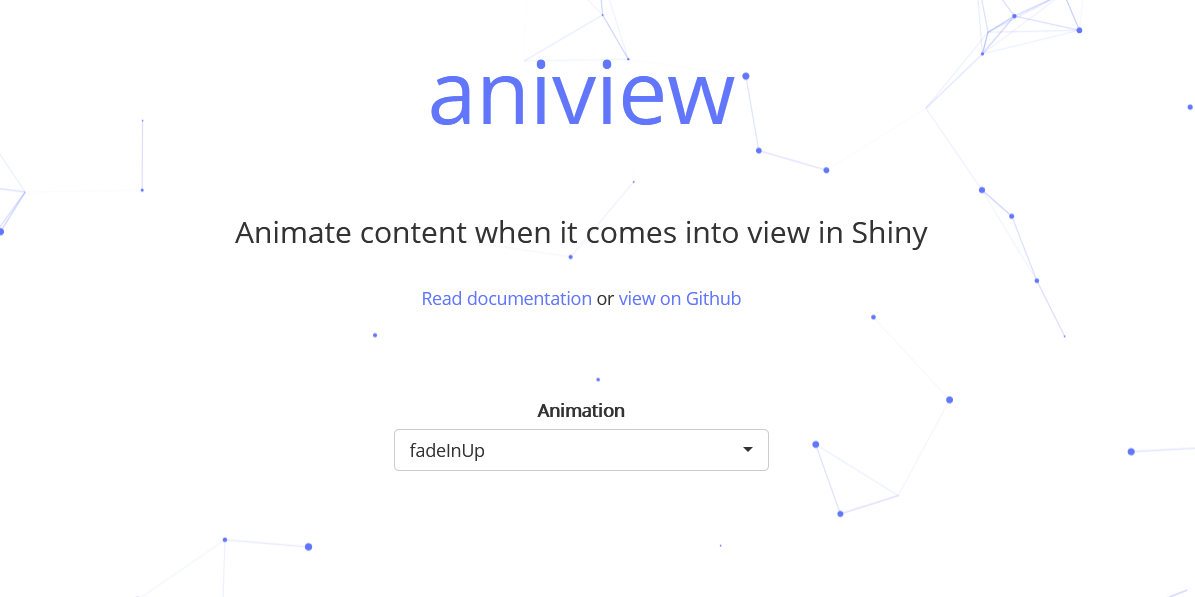 aniview
Animate content when it comes into view in Shiny
Read documentation or view on Github
Animation
fadeInUp